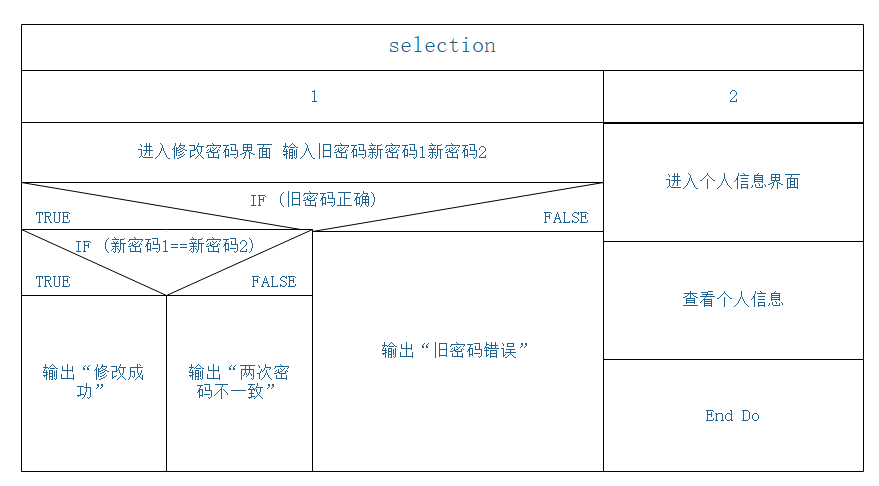 selection
1
2
进入修改密码界面 输入旧密码新密码1新密码2
进入个人信息界面
IF (旧密码正确)
TRUE
FALSE
IF (新密码1==新密码2)
TRUE
FALSE
查看个人信息
输出“旧密码错误”
输出“修改成
功”
输出“两次密
码不一致”
End Do